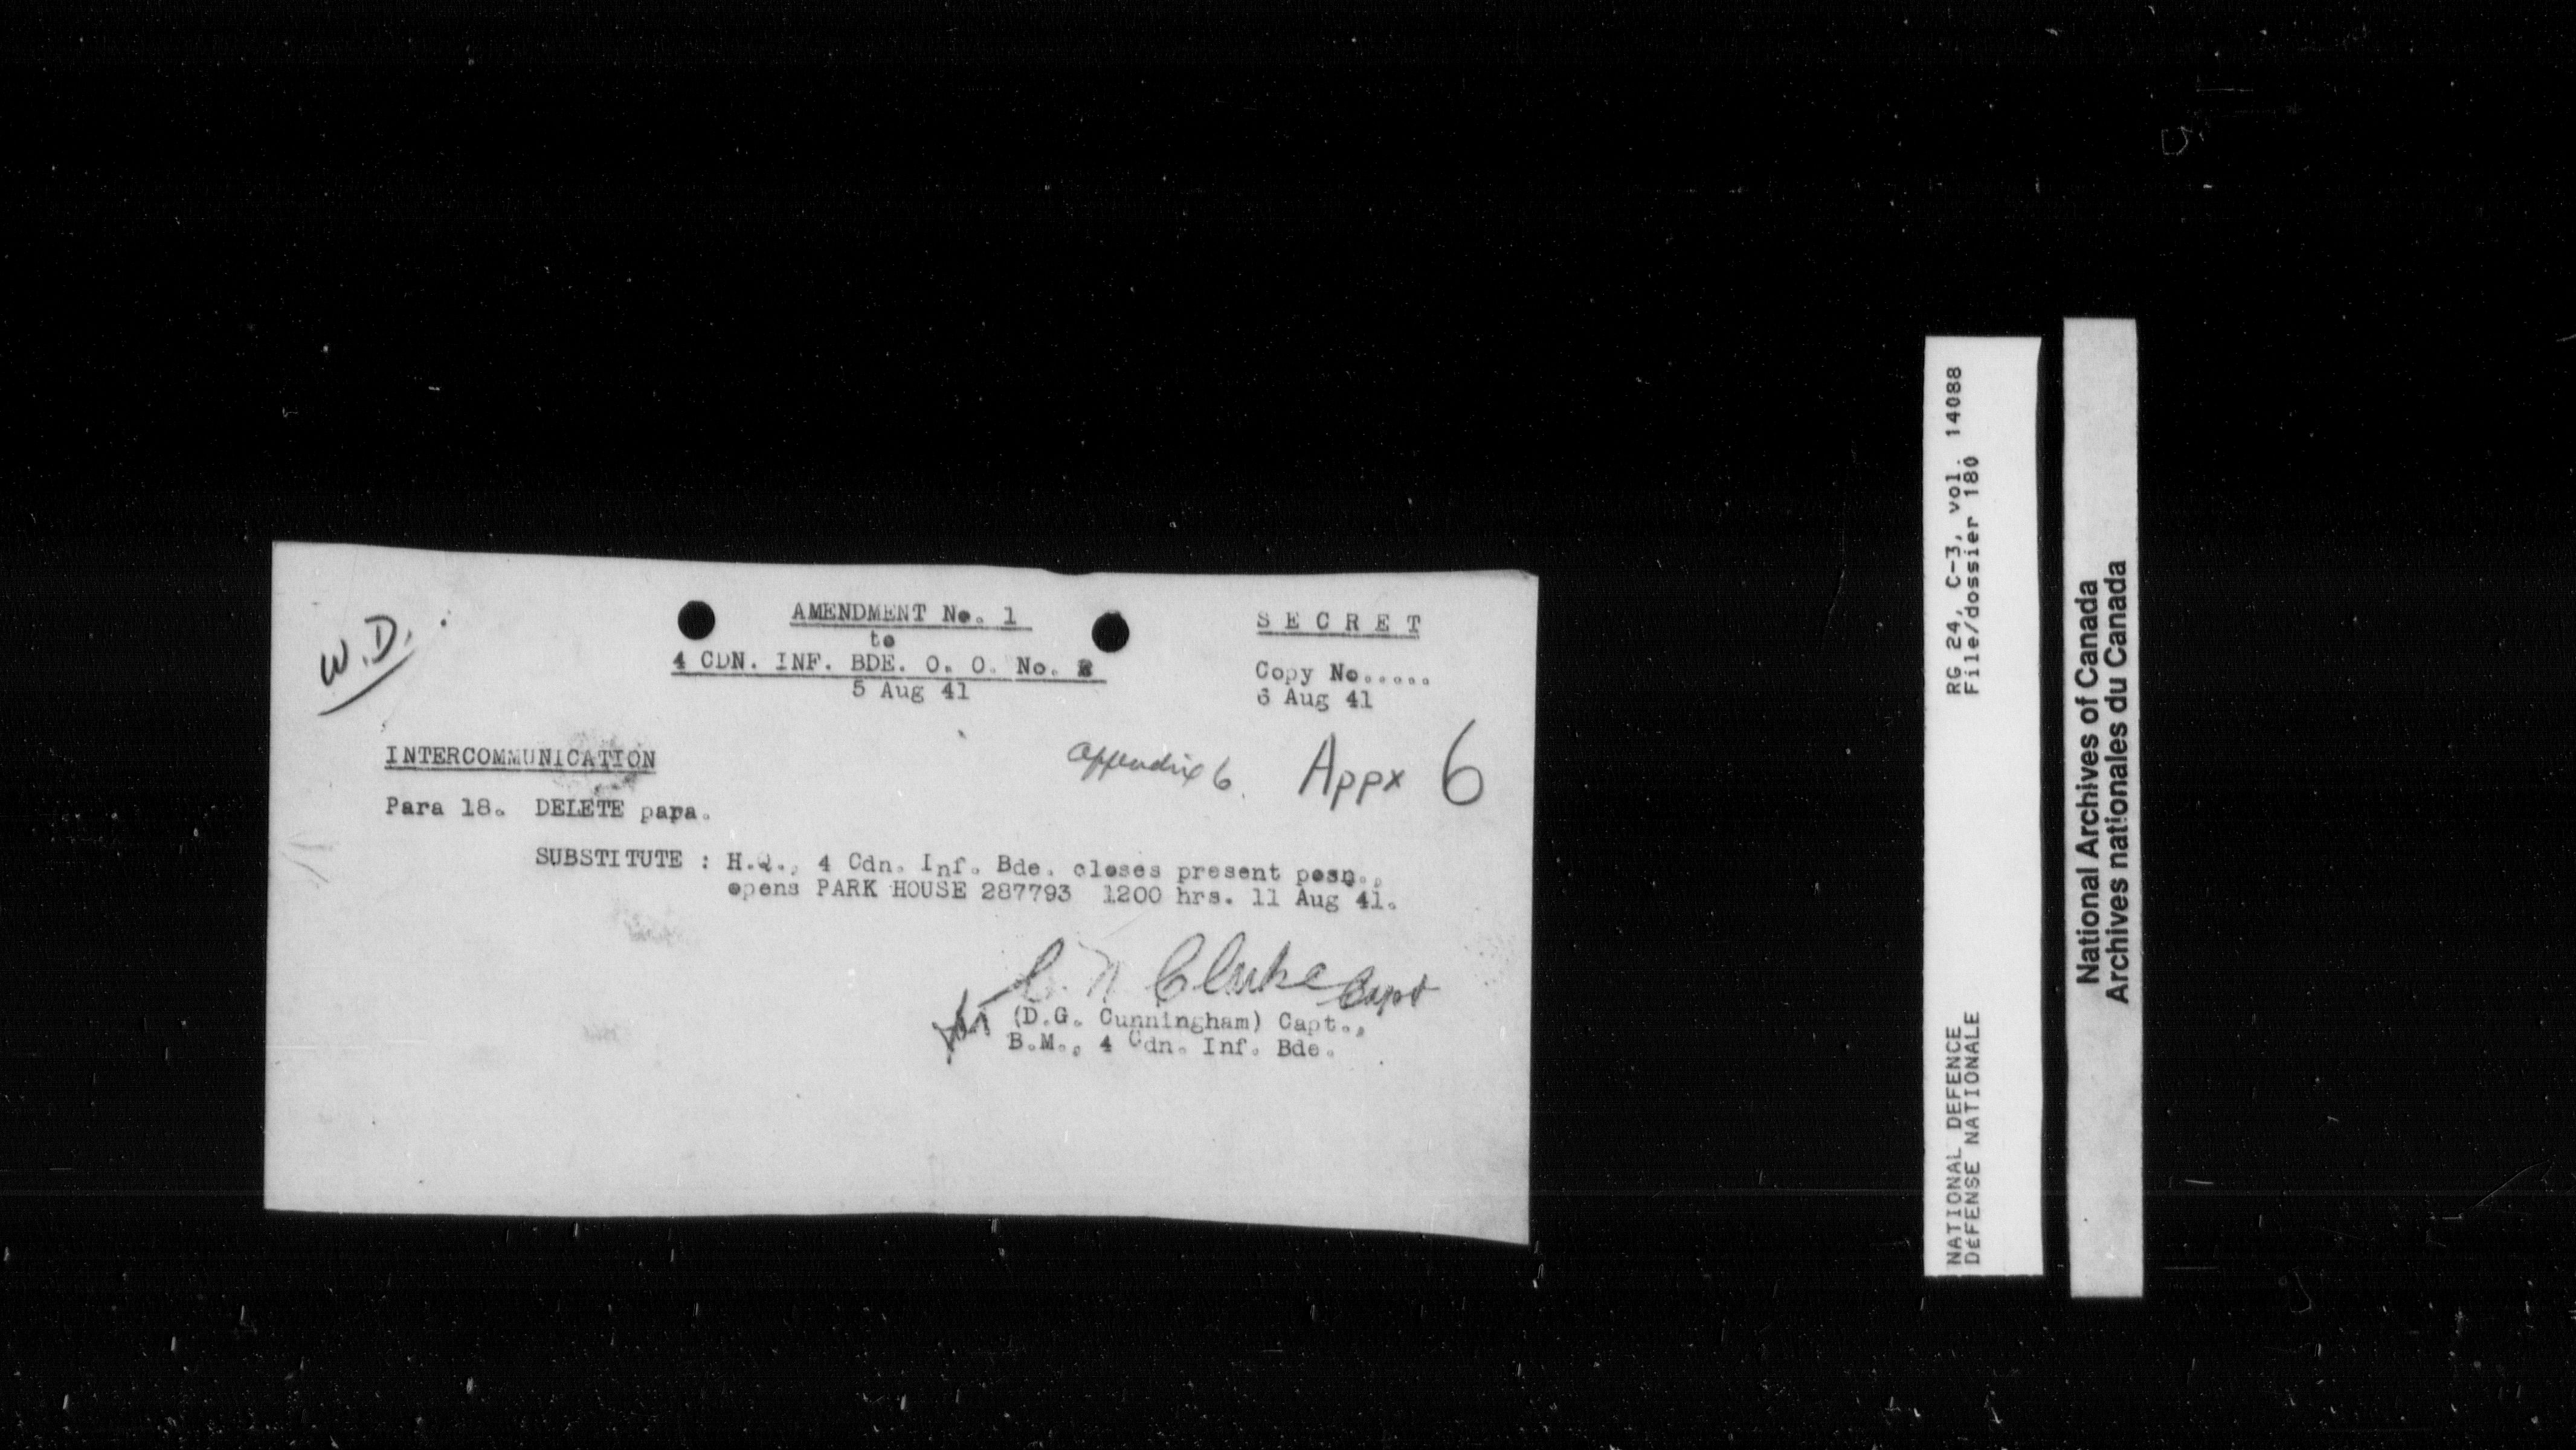 W.D.
AMENDMENT No. 1
to
4 CDN. INF. BDE. O. O. No. 2
5 Aug 41
S E C R E T
Copy No.....
6 Aug 41
INTERCOMMUNICATION
appendix 6. Appx 6
Para 18. DELETE para.
SUBSTITUTE : H.Q., 4 Cdn. Inf. Bde. closes present posn.,
opens PARK HOUSE 287793 1200 hrs. 11 Aug 41.
Capt
for (D.G. Cunningham) Capt.,
B.M., 4 Cdn. Inf. Bde.
RG 24, C-3, vol. 14088
File/dossier 180
NATIONAL DEFENCE
DÉFENSE NATIONALE
National Archives of Canada
Archives nationales du Canada